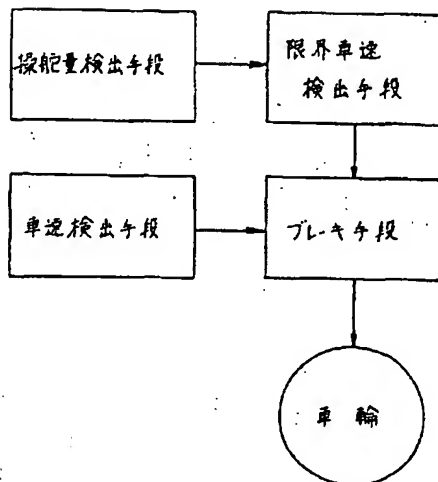 操舵量検出手段
限界車速
検出手段
車速検出手段
ブレーキ手段
車輪